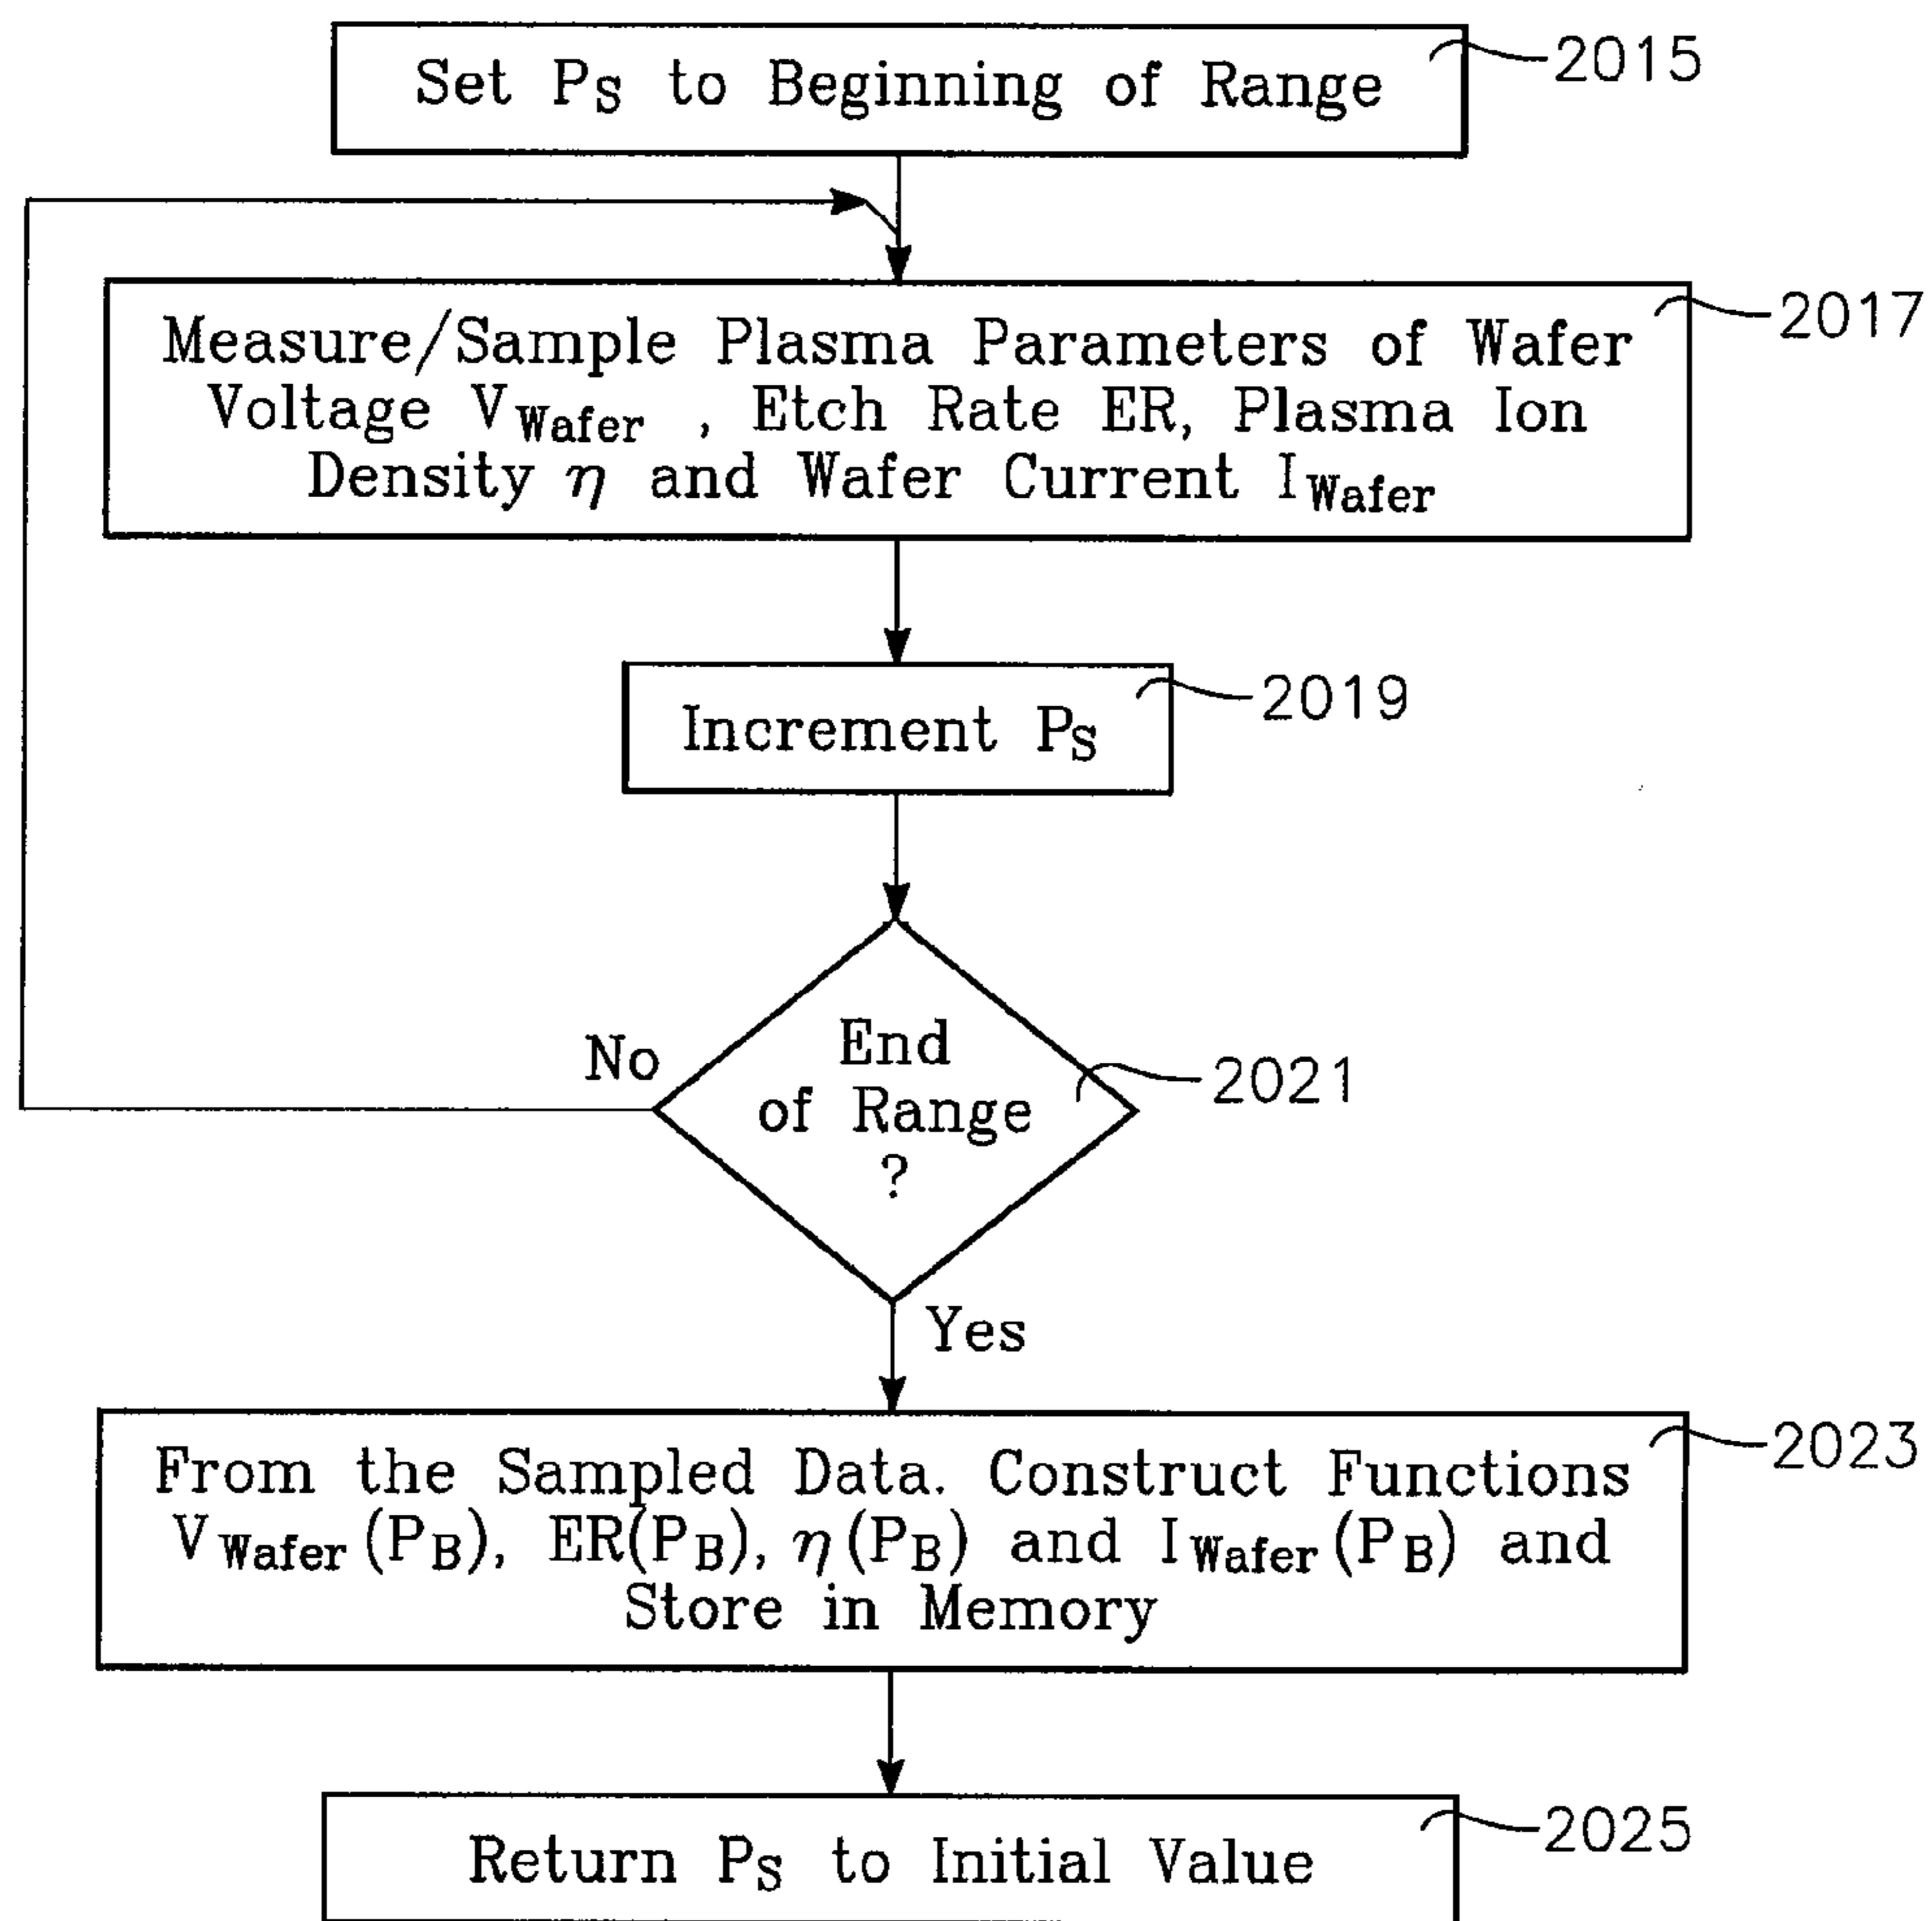 Set PS to Beginning of Range
2015
Measure/Sample Plasma Parameters of Wafer
Voltage VWafer , Etch Rate ER, Plasma Ion
Density η and Wafer Current IWafer
2017
Increment PS
2019
End
of Range
?
2021
No
Yes
From the Sampled Data. Construct Functions
VWafer(PB), ER(PB), η(PB) and IWafer(PB) and
Store in Memory
2023
Return PS to Initial Value
2025